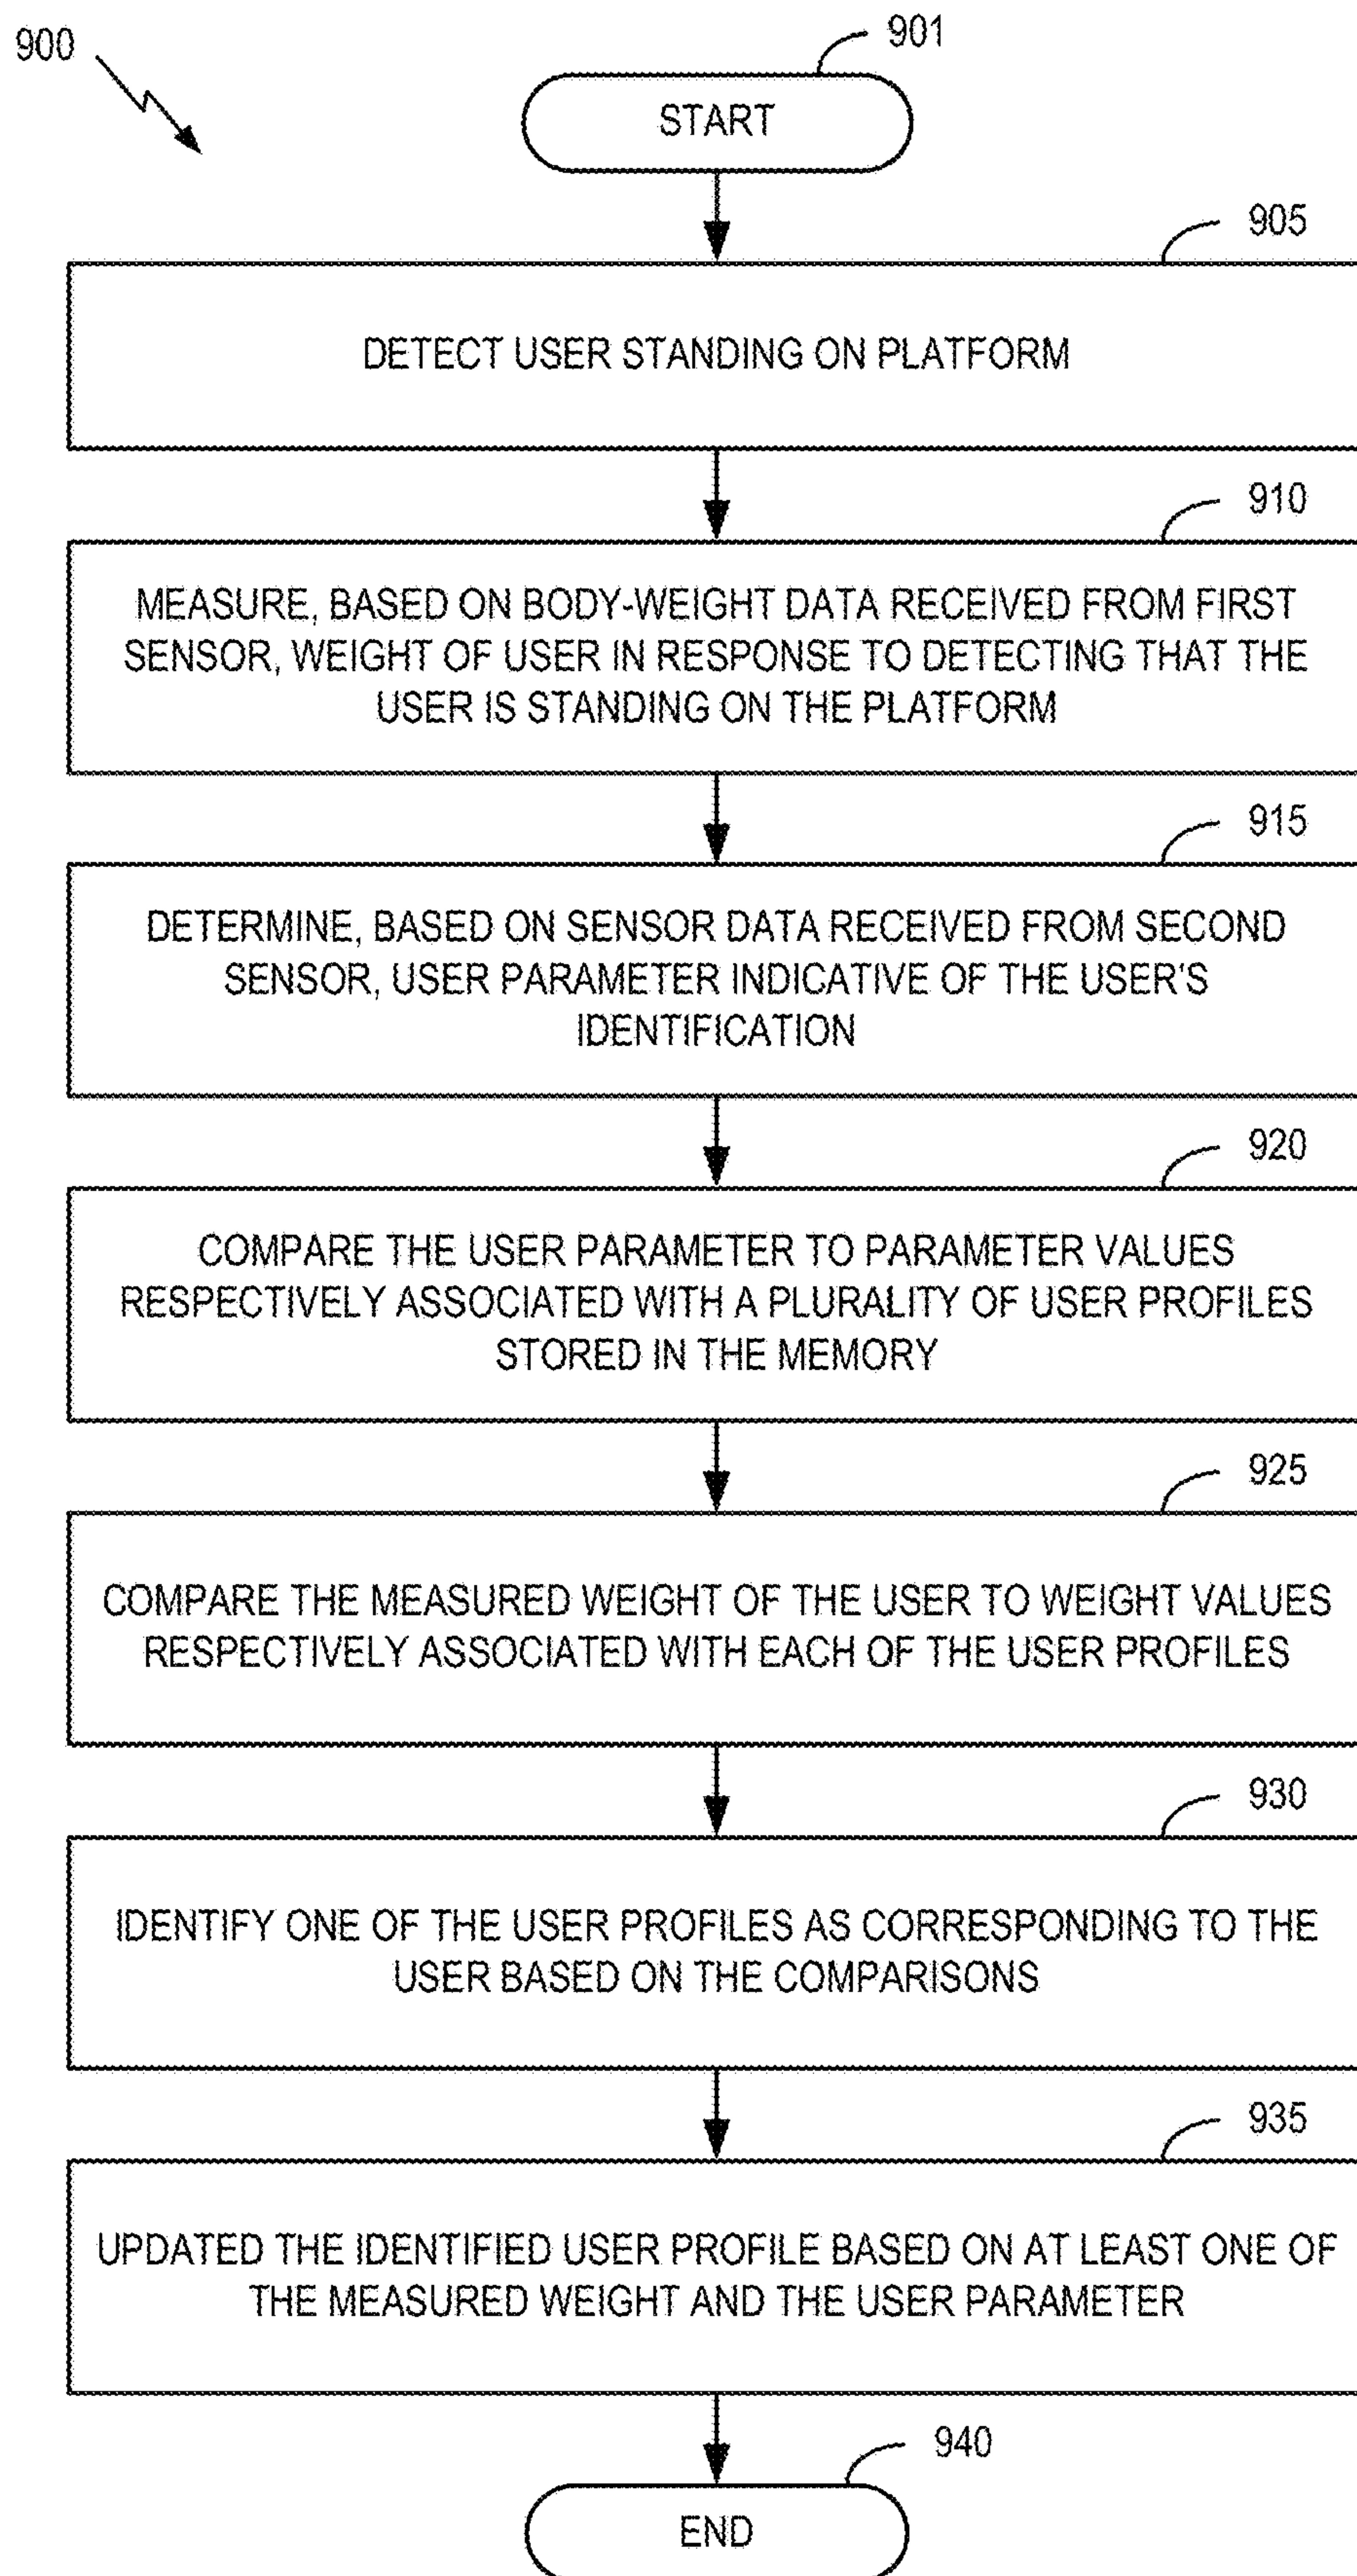 900
901
START
905
DETECT USER STANDING ON PLATFORM
910
MEASURE, BASED ON BODY-WEIGHT DATA RECEIVED FROM FIRST
SENSOR, WEIGHT OF USER IN RESPONSE TO DETECTING THAT THE
USER IS STANDING ON THE PLATFORM
915
DETERMINE, BASED ON SENSOR DATA RECEIVED FROM SECOND
SENSOR, USER PARAMETER INDICATIVE OF THE USER'S
IDENTIFICATION
920
COMPARE THE USER PARAMETER TO PARAMETER VALUES
RESPECTIVELY ASSOCIATED WITH A PLURALITY OF USER PROFILES
STORED IN THE MEMORY
925
COMPARE THE MEASURED WEIGHT OF THE USER TO WEIGHT VALUES
RESPECTIVELY ASSOCIATED WITH EACH OF THE USER PROFILES
930
IDENTIFY ONE OF THE USER PROFILES AS CORRESPONDING TO THE
USER BASED ON THE COMPARISONS
935
UPDATED THE IDENTIFIED USER PROFILE BASED ON AT LEAST ONE OF
THE MEASURED WEIGHT AND THE USER PARAMETER
940
END